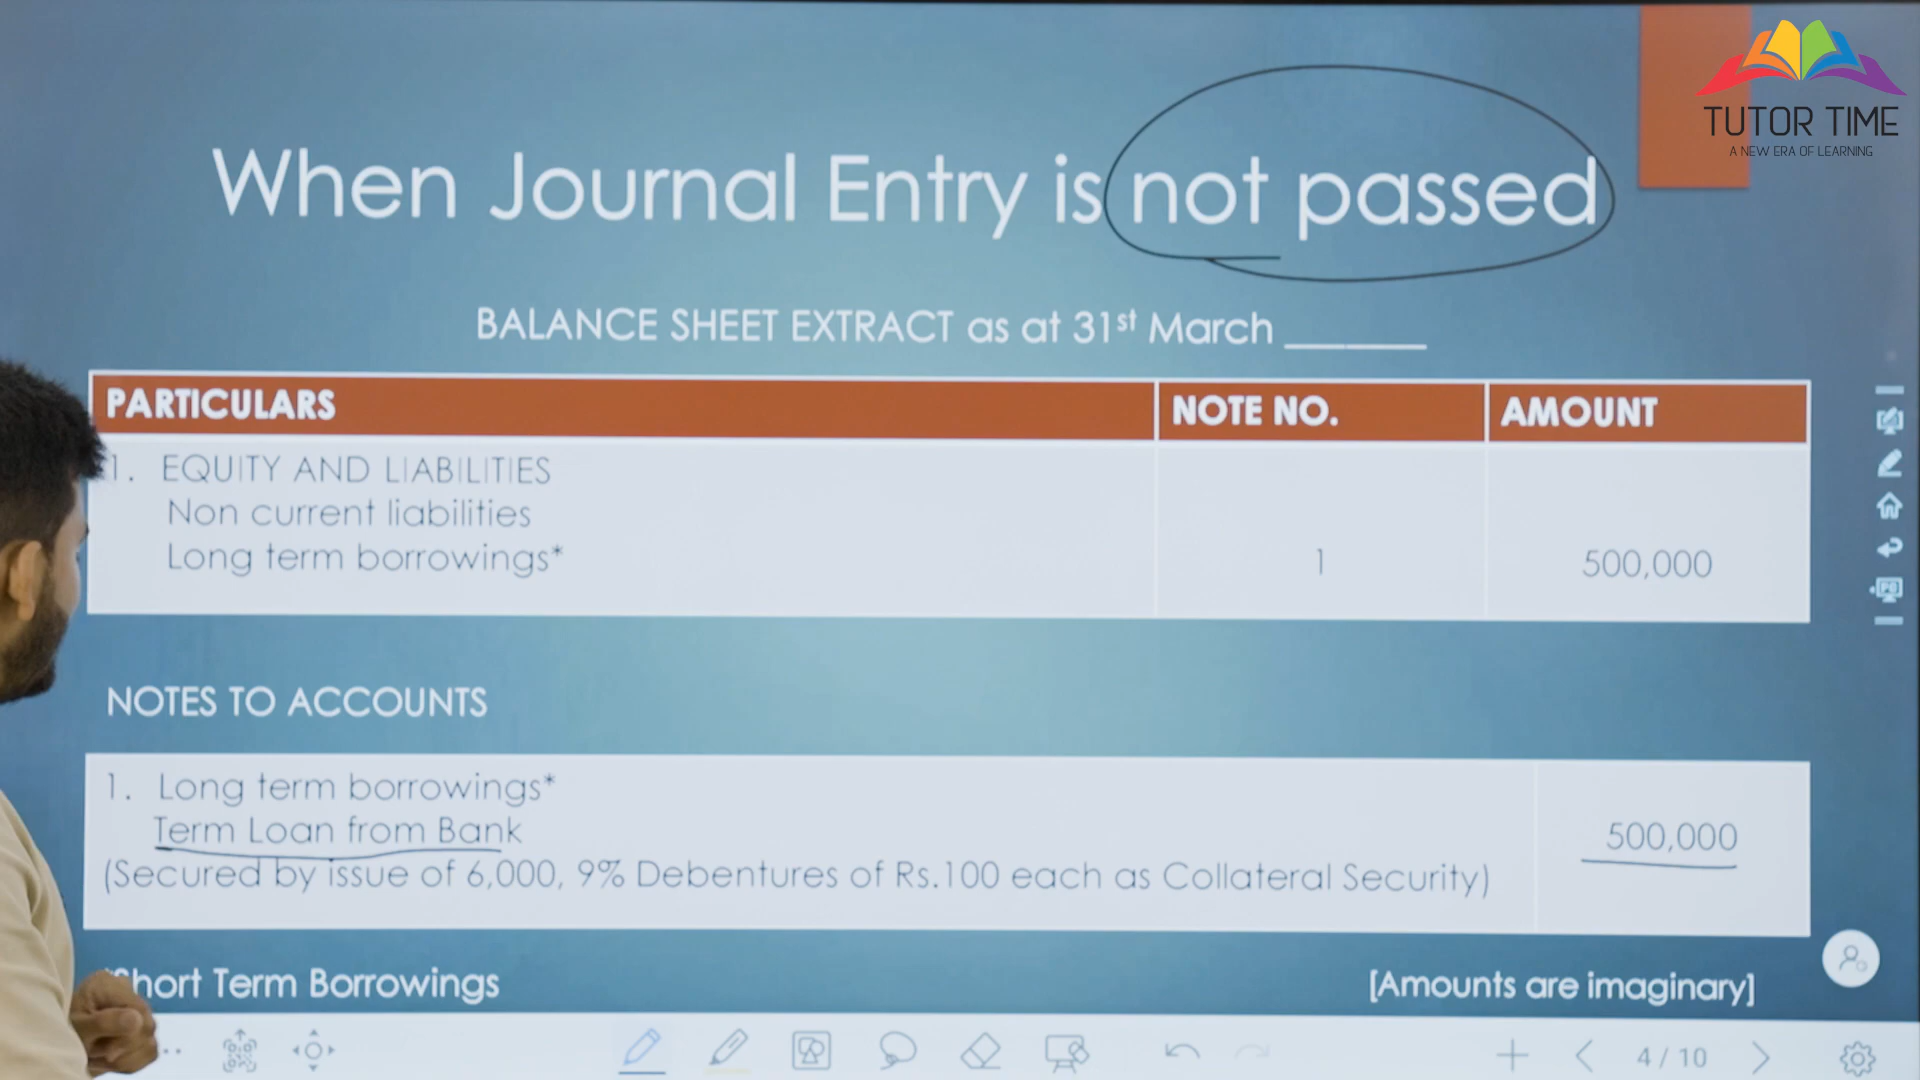 TUTOR TIME
A NEW ERA OF LEARNING
When Journal Entry is not passed
BALANCE SHEET EXTRACT as at 31st March ______
PARTICULARS NOTE NO. AMOUNT
1. EQUITY AND LIABILITIES
Non current liabilities
Long term borrowings* 1 500,000
NOTES TO ACCOUNTS
1. Long term borrowings*
Term Loan from Bank 500,000
(Secured by issue of 6,000, 9% Debentures of Rs.100 each as Collateral Security)
*Short Term Borrowings [Amounts are imaginary]
4 / 10